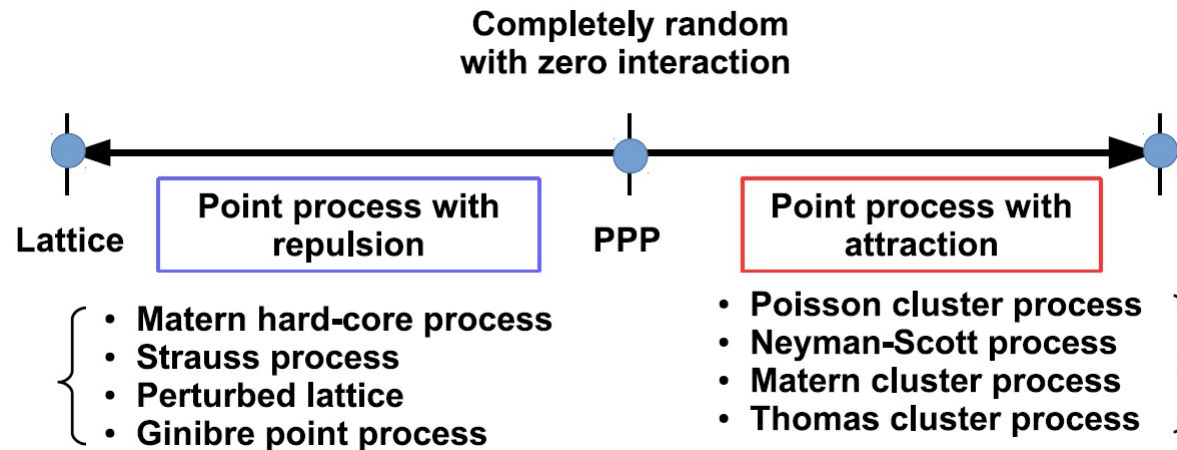 Completely random
with zero interaction
Point process with
repulsion
Point process with
attraction
Lattice
PPP
• Matern hard-core process
• Strauss process
• Perturbed lattice
• Ginibre point process
• Poisson cluster process
• Neyman-Scott process
• Matern cluster process
• Thomas cluster process